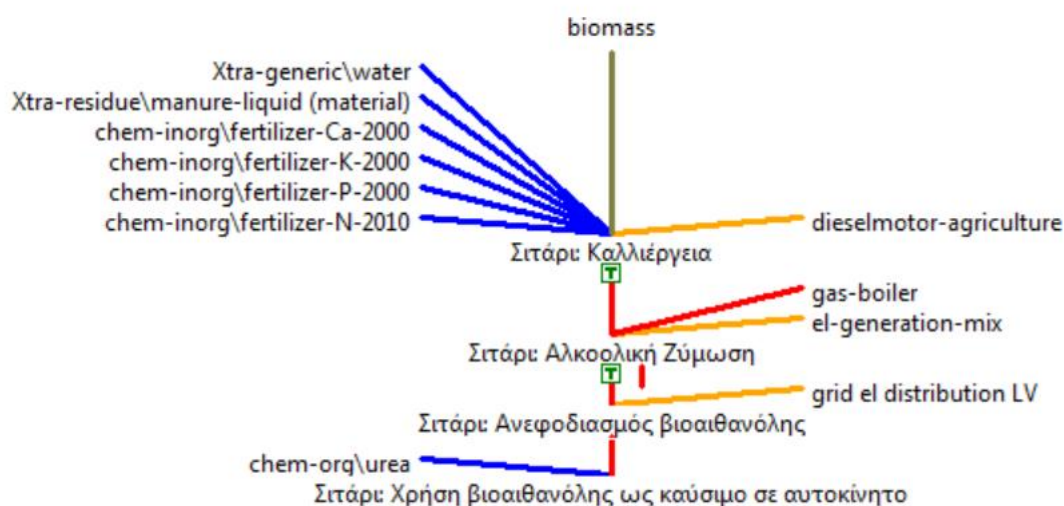 biomass
Xtra-generic\water
Xtra-residue\manure-liquid (material)
chem-inorg\fertilizer-Ca-2000
chem-inorg\fertilizer-K-2000
chem-inorg\fertilizer-P-2000
chem-inorg\fertilizer-N-2010
dieselmotor-agriculture
Σιτάρι: Καλλιέργεια
T
gas-boiler
el-generation-mix
Σιτάρι: Αλκοολική Ζύμωση
T
grid el distribution LV
Σιτάρι: Ανεφοδιασμός βιοαιθανόλης
chem-org\urea
Σιτάρι: Χρήση βιοαιθανόλης ως καύσιμο σε αυτοκίνητο